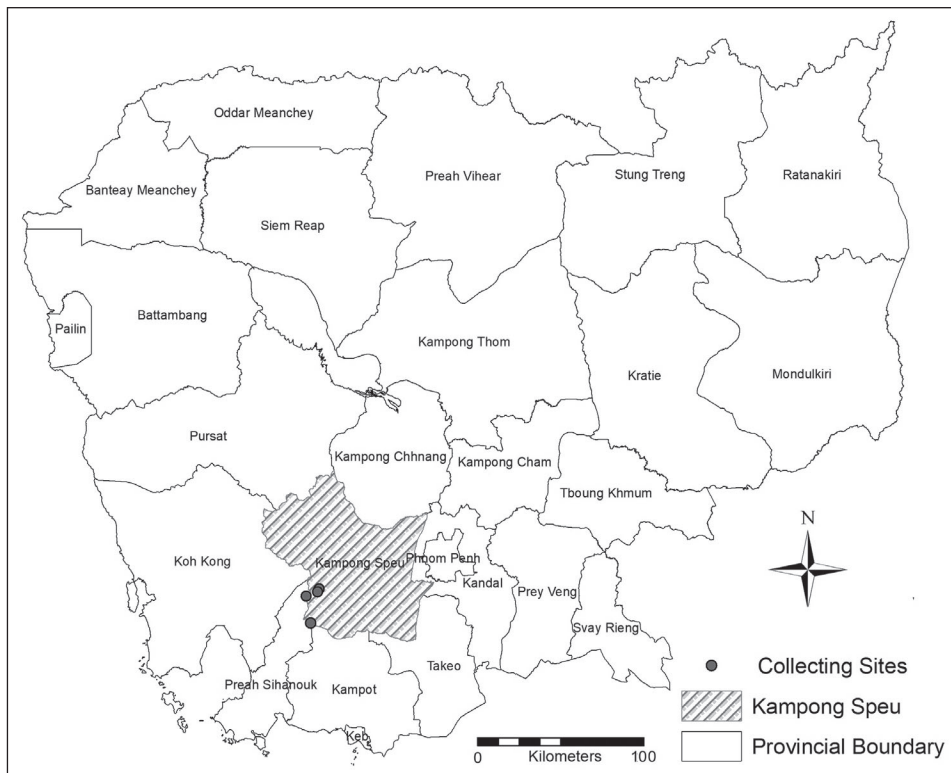 Oddar Meanchey
Preah Vihear
Stung Treng
Ratanakiri
Banteay Meanchey
Siem Reap
Battambang
Pailin
Kampong Thom
Kratie
Mondulkiri
Pursat
Kampong Chhnang
Kampong Cham
Tboung Khmum
Koh Kong
Kampong Speu
Phnom Penh
Kandal
Prey Veng
Svay Rieng
Takeo
Preah Sihanouk
Kampot
Keb
N
Collecting Sites
Kampong Speu
Provincial Boundary
0 Kilometers 100